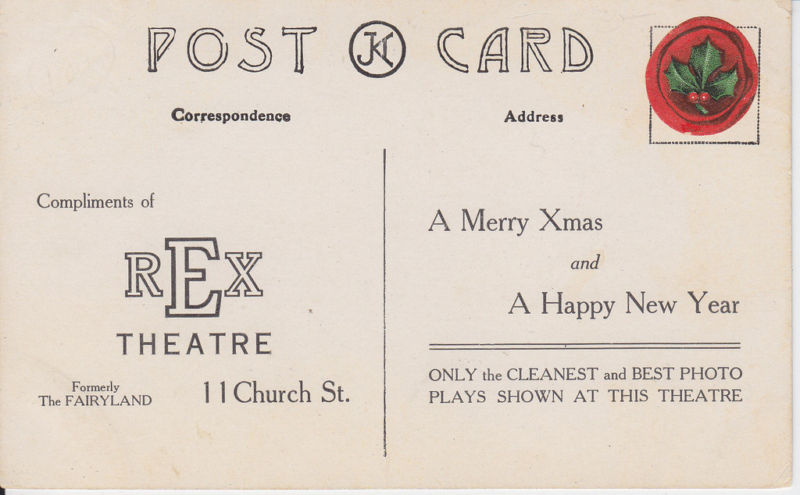 POST JK CARD
Correspondence
Address
Compliments of
REX
THEATRE
Formerly
The FAIRYLAND
11 Church St.
A Merry Xmas
and
A Happy New Year
ONLY the CLEANEST and BEST PHOTO
PLAYS SHOWN AT THIS THEATRE